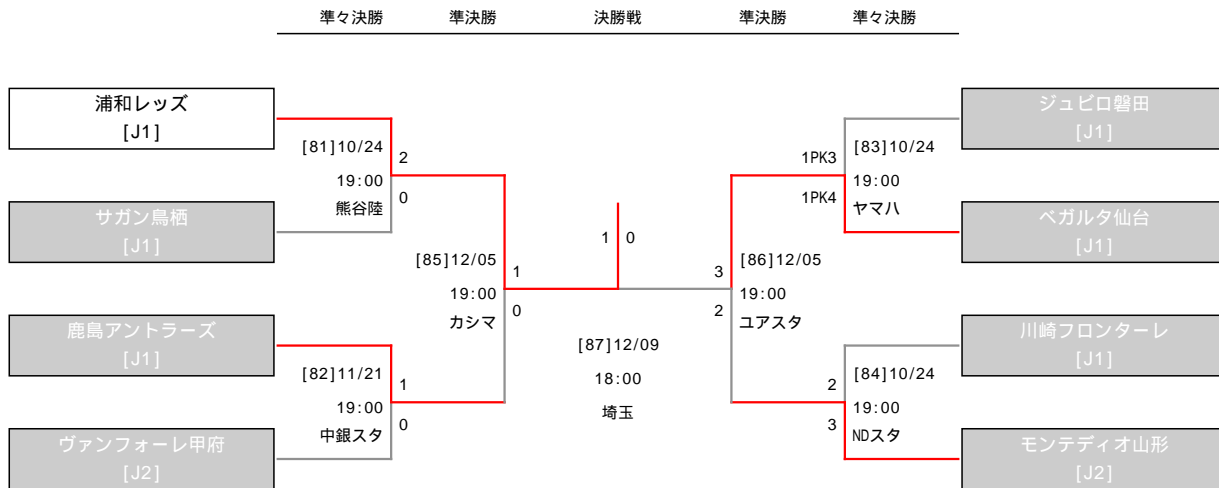 準々決勝 準決勝 決勝戦 準決勝 準々決勝
浦和レッズ
[J1]
サガン鳥栖
[J1]
鹿島アントラーズ
[J1]
ヴァンフォーレ甲府
[J2]
[81]10/24
19:00
熊谷陸
2
0
[82]11/21
19:00
中銀スタ
1
0
[85]12/05
19:00
カシマ
1
0
1 0
[87]12/09
18:00
埼玉
3
2
[86]12/05
19:00
ユアスタ
1PK3
1PK4
[83]10/24
19:00
ヤマハ
2
3
[84]10/24
19:00
NDスタ
ジュビロ磐田
[J1]
ベガルタ仙台
[J1]
川崎フロンターレ
[J1]
モンテディオ山形
[J2]